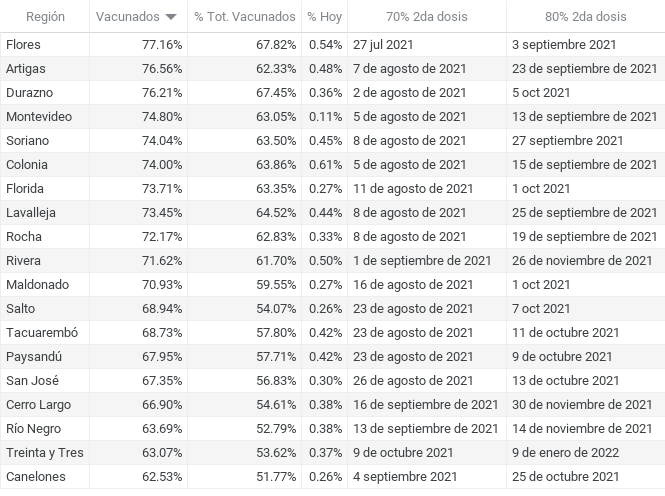 Región Vacunados % Tot. Vacunados % Hoy 70% 2da dosis 80% 2da dosis
Flores 77.16% 67.82% 0.54% 27 jul 2021 3 septiembre 2021
Artigas 76.56% 62.33% 0.48% 7 de agosto de 2021 23 de septiembre de 2021
Durazno 76.21% 67.45% 0.36% 2 de agosto de 2021 5 oct 2021
Montevideo 74.80% 63.05% 0.11% 5 de agosto de 2021 13 de septiembre de 2021
Soriano 74.04% 63.50% 0.45% 8 de agosto de 2021 27 septiembre 2021
Colonia 74.00% 63.86% 0.61% 5 de agosto de 2021 15 de septiembre de 2021
Florida 73.71% 63.35% 0.27% 11 de agosto de 2021 1 oct 2021
Lavalleja 73.45% 64.52% 0.44% 8 de agosto de 2021 25 de septiembre de 2021
Rocha 72.17% 62.83% 0.33% 8 de agosto de 2021 19 de septiembre de 2021
Rivera 71.62% 61.70% 0.50% 1 de septiembre de 2021 26 de noviembre de 2021
Maldonado 70.93% 59.55% 0.27% 16 de agosto de 2021 1 oct 2021
Salto 68.94% 54.07% 0.26% 23 de agosto de 2021 7 oct 2021
Tacuarembó 68.73% 57.80% 0.42% 23 de agosto de 2021 11 de octubre 2021
Paysandú 67.95% 57.71% 0.42% 23 de agosto de 2021 9 de octubre 2021
San José 67.35% 56.83% 0.30% 26 de agosto de 2021 13 de octubre 2021
Cerro Largo 66.90% 54.61% 0.38% 16 de septiembre de 2021 30 de noviembre de 2021
Río Negro 63.69% 52.79% 0.38% 13 de septiembre de 2021 14 de noviembre de 2021
Treinta y Tres 63.07% 53.62% 0.37% 9 de octubre 2021 9 de enero de 2022
Canelones 62.53% 51.77% 0.26% 4 septiembre 2021 25 de octubre 2021